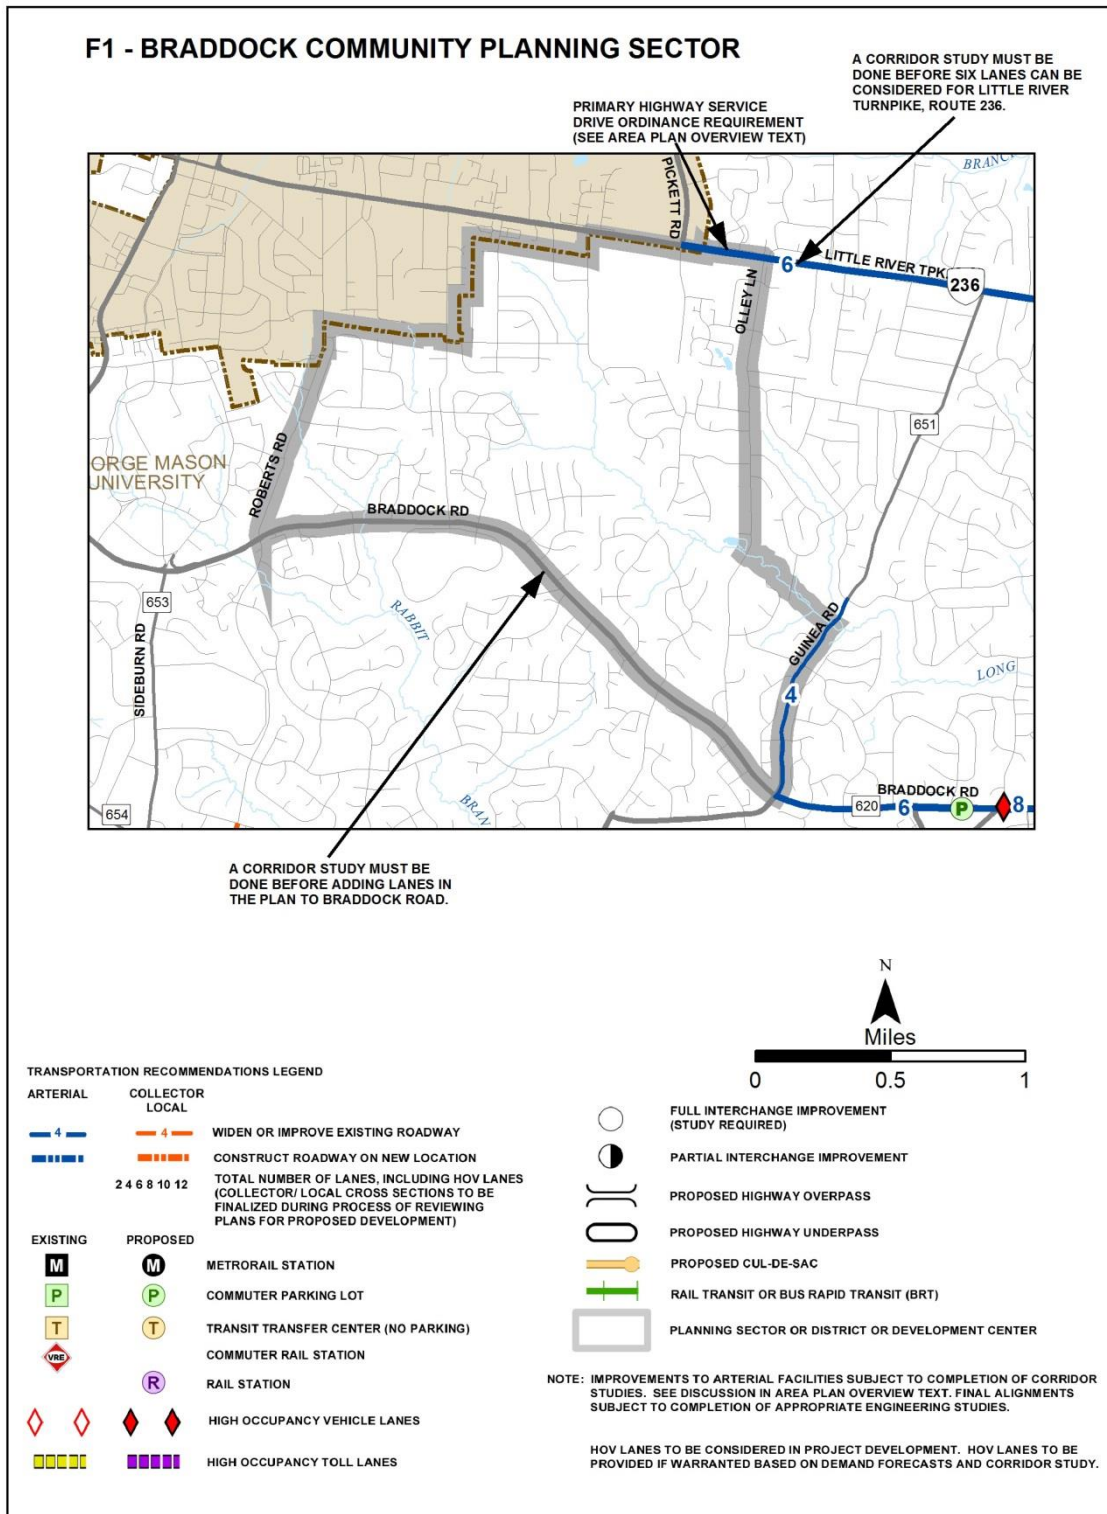 F1 - BRADDOCK COMMUNITY PLANNING SECTOR
A CORRIDOR STUDY MUST BE
DONE BEFORE SIX LANES CAN BE
CONSIDERED FOR LITTLE RIVER
TURNPIKE, ROUTE 236.
PRIMARY HIGHWAY SERVICE
DRIVE ORDINANCE REQUIREMENT
(SEE AREA PLAN OVERVIEW TEXT)
BRANC
PICKETT RD
6
LITTLE RIVER TPK.
236
OLLEY LN
651
ORGE MASON
UNIVERSITY
ROBERTS RD
BRADDOCK RD
653
SIDEBURN RD
RABBIT
GUINEA RD
LONG
4
BRAN
BRADDOCK RD
620
6
P
8
654
A CORRIDOR STUDY MUST BE
DONE BEFORE ADDING LANES IN
THE PLAN TO BRADDOCK ROAD.
N
Miles
0 0.5 1
TRANSPORTATION RECOMMENDATIONS LEGEND
ARTERIAL
COLLECTOR
LOCAL
4 4 WIDEN OR IMPROVE EXISTING ROADWAY
CONSTRUCT ROADWAY ON NEW LOCATION
2 4 6 8 10 12 TOTAL NUMBER OF LANES, INCLUDING HOV LANES
(COLLECTOR/ LOCAL CROSS SECTIONS TO BE
FINALIZED DURING PROCESS OF REVIEWING
PLANS FOR PROPOSED DEVELOPMENT)
EXISTING PROPOSED
M M METRORAIL STATION
P P COMMUTER PARKING LOT
T T TRANSIT TRANSFER CENTER (NO PARKING)
VRE COMMUTER RAIL STATION
R RAIL STATION
HIGH OCCUPANCY VEHICLE LANES
HIGH OCCUPANCY TOLL LANES
FULL INTERCHANGE IMPROVEMENT
(STUDY REQUIRED)
PARTIAL INTERCHANGE IMPROVEMENT
PROPOSED HIGHWAY OVERPASS
PROPOSED HIGHWAY UNDERPASS
PROPOSED CUL-DE-SAC
RAIL TRANSIT OR BUS RAPID TRANSIT (BRT)
PLANNING SECTOR OR DISTRICT OR DEVELOPMENT CENTER
NOTE: IMPROVEMENTS TO ARTERIAL FACILITIES SUBJECT TO COMPLETION OF CORRIDOR
STUDIES. SEE DISCUSSION IN AREA PLAN OVERVIEW TEXT. FINAL ALIGNMENTS
SUBJECT TO COMPLETION OF APPROPRIATE ENGINEERING STUDIES.
HOV LANES TO BE CONSIDERED IN PROJECT DEVELOPMENT. HOV LANES TO BE
PROVIDED IF WARRANTED BASED ON DEMAND FORECASTS AND CORRIDOR STUDY.